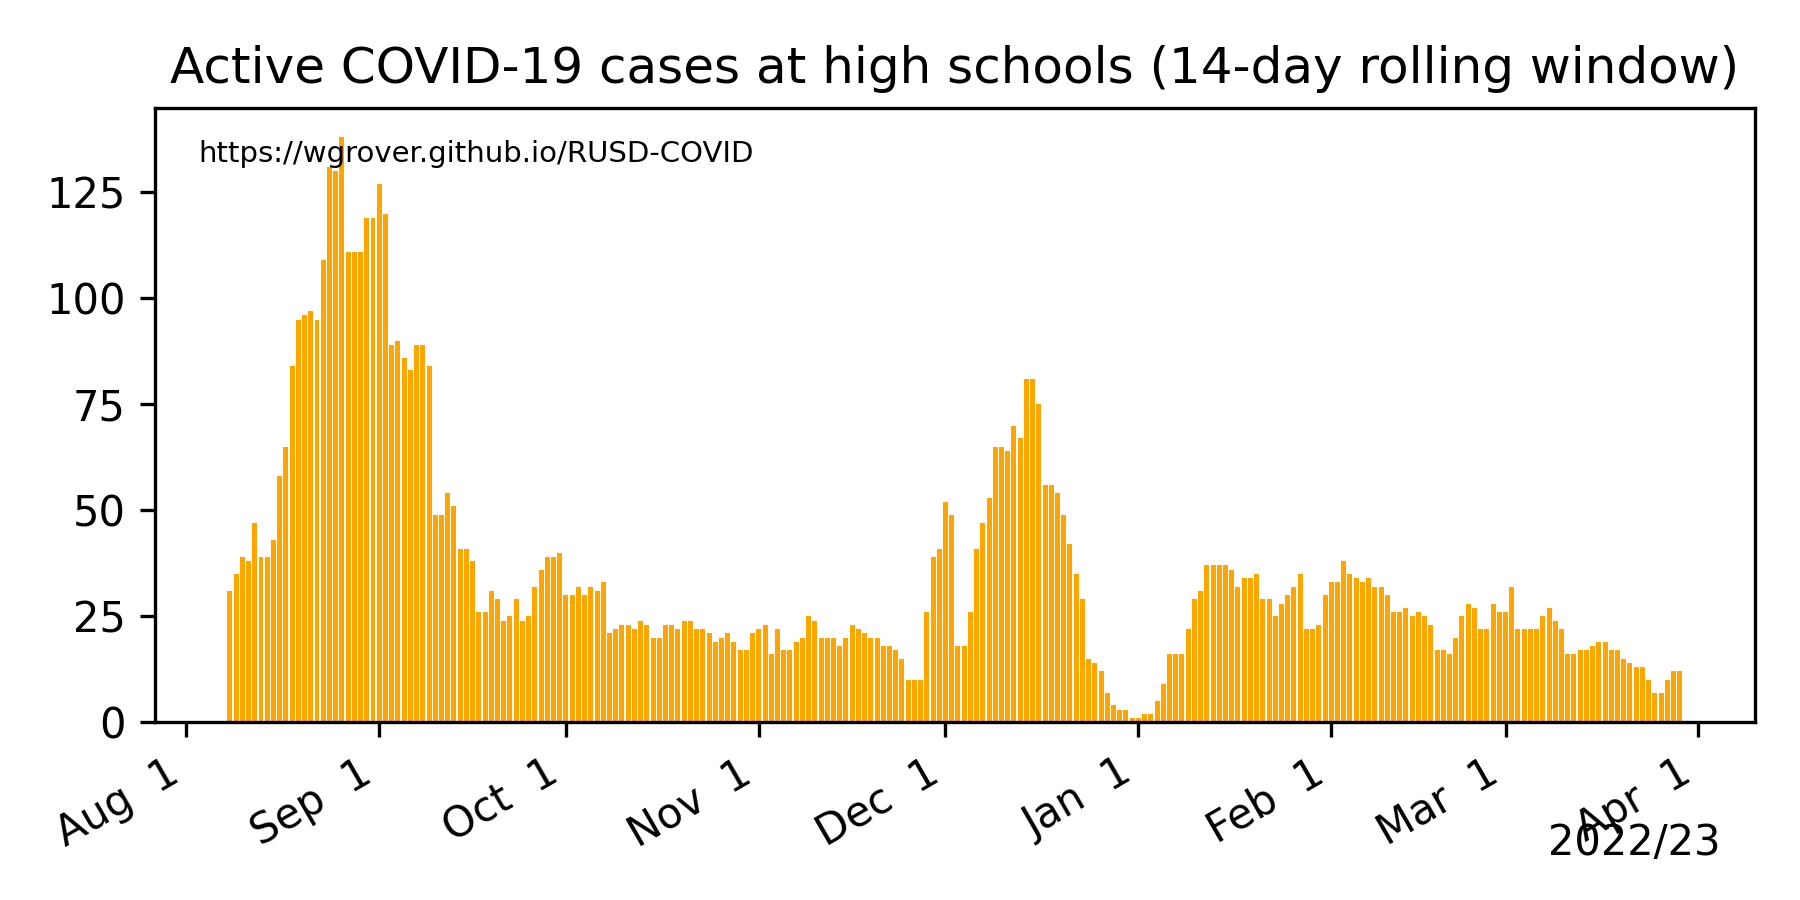 Active COVID-19 cases at high schools (14-day rolling window)
https://wgrover.github.io/RUSD-COVID
125
100
75
50
25
0
Aug 1
Sep 1
Oct 1
Nov 1
Dec 1
Jan 1
Feb 1
Mar 1
Apr 1
2022/23